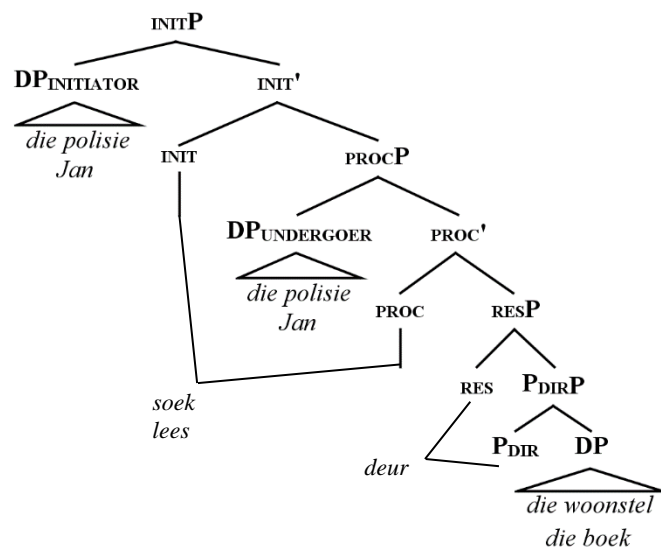 INITP
DPINITIATOR INIT'
die polisie
Jan
INIT PROCP
DPUNDERGOER PROC'
die polisie
Jan
PROC RESP
soek
lees
RES PDIRP
deur
PDIR DP
die woonstel
die boek